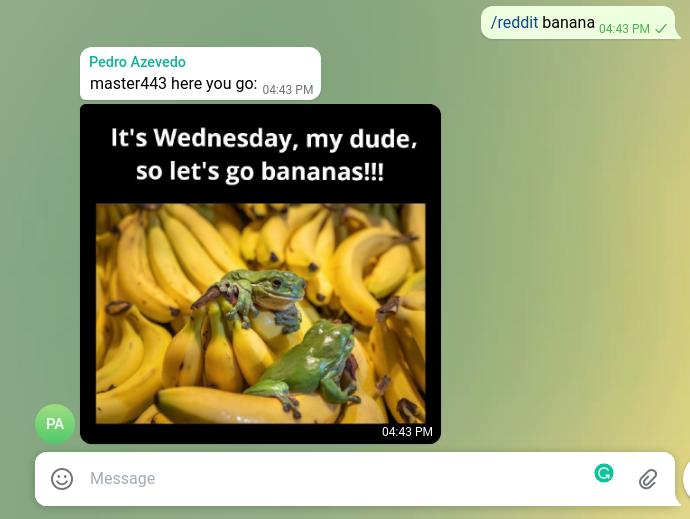 /reddit banana 04:43 PM
Pedro Azevedo
master443 here you go: 04:43 PM
It's Wednesday, my dude,
so let's go bananas!!!
04:43 PM
PA
Message